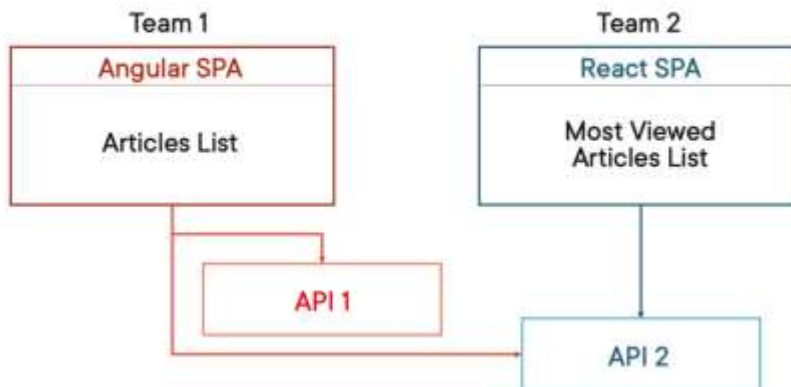 Team 1
Angular SPA
Articles List
Team 2
React SPA
Most Viewed
Articles List
API 1
API 2